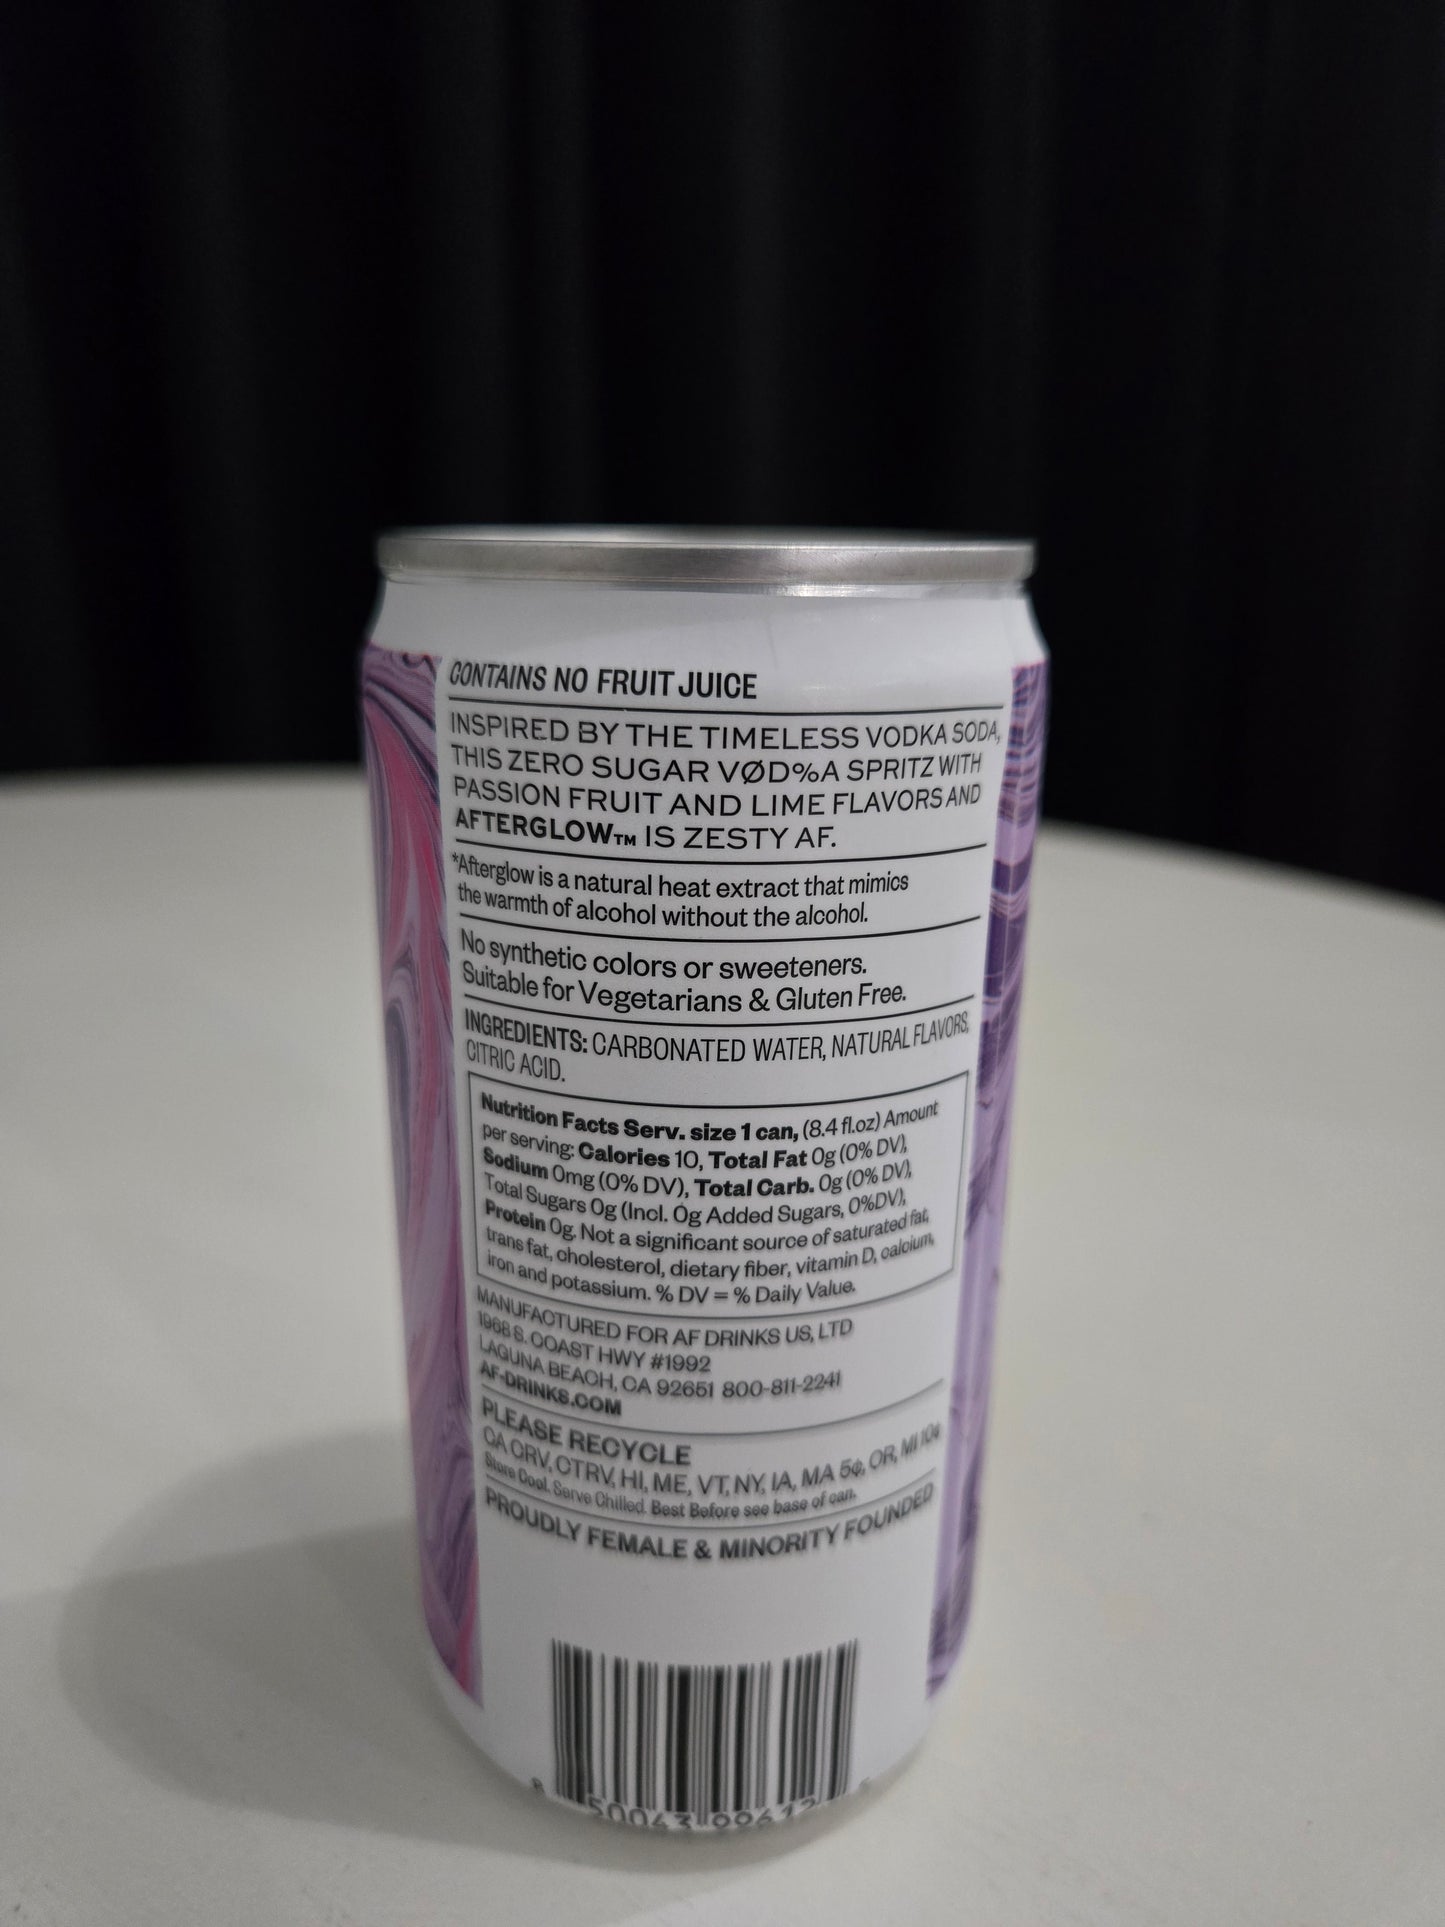 CONTAINS NO FRUIT JUICE
INSPIRED BY THE TIMELESS VODKA SODA,
THIS ZERO SUGAR VØD%A SPRITZ WITH
PASSION FRUIT AND LIME FLAVORS AND
AFTERGLOW™ IS ZESTY AF.
*Afterglow is a natural heat extract that mimics
the warmth of alcohol without the alcohol.
No synthetic colors or sweeteners.
Suitable for Vegetarians & Gluten Free.
INGREDIENTS: CARBONATED WATER, NATURAL FLAVORS,
CITRIC ACID.
Nutrition Facts Serv. size 1 can, (8.4 fl.oz) Amount
per serving: Calories 10, Total Fat 0g (0% DV),
Sodium 0mg (0% DV), Total Carb. 0g (0% DV),
Total Sugars 0g (Incl. 0g Added Sugars, 0%DV),
Protein 0g. Not a significant source of saturated fat,
trans fat, cholesterol, dietary fiber, vitamin D, calcium,
iron and potassium. % DV = % Daily Value.
MANUFACTURED FOR AF DRINKS US, LTD
1968 S. COAST HWY #1992
LAGUNA BEACH, CA 92651 800-811-2241
AF-DRINKS.COM
PLEASE RECYCLE
CA CRV, CTRV, HI, ME, VT, NY, IA, MA 5¢, OR, MI 10¢
Store Cool. Serve Chilled. Best Before see base of can.
PROUDLY FEMALE & MINORITY FOUNDED
8 50043 99612